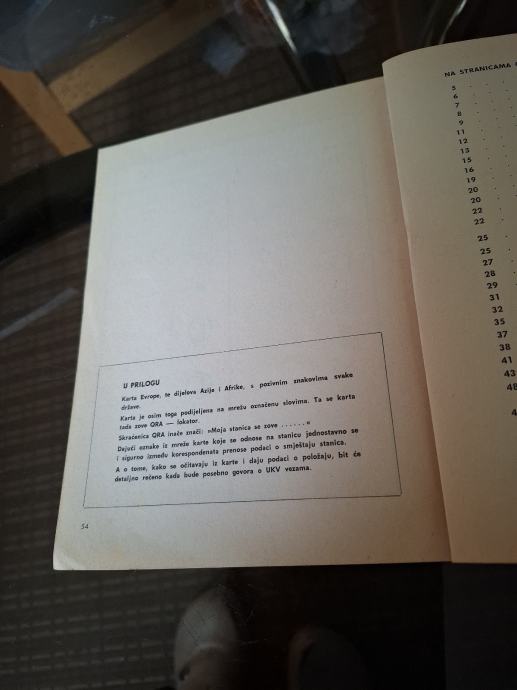 U PRILOGU
Karta Evrope, te dijelova Azije i Afrike, s pozivnim znakovima svake
države.
Karta je osim toga podijeljena na mrežu označenu slovima. Ta se karta
tada zove QRA — lokator.
Skraćenica QRA inače znači: »Moja stanica se zove . . . . . . «
Dajući oznake iz mreže karte koje se odnose na stanicu jednostavno se
i sigurno između korespondenata prenose podaci o smještaju stanica.
A o tome, kako se očitavaju iz karte i daju podaci o položaju, bit će
detaljno rečeno kada bude posebno govora o UKV vezama.
54
NA STRANICAMA
5
6
7
8
9
11
12
13
15
16
19
20
20
22
22
25
25
27
28
29
31
32
35
37
38
41
43
48